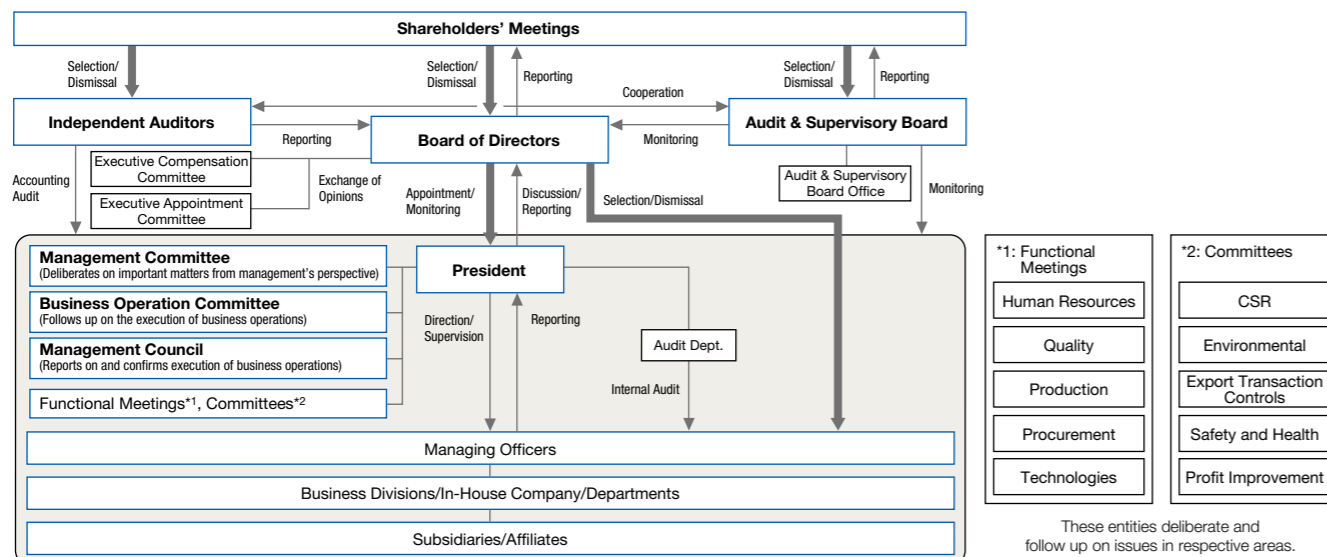 Shareholders' Meetings
Selection/
Dismissal
Selection/
Dismissal
Reporting
Selection/
Dismissal
Reporting
Cooperation
Independent Auditors
Reporting
Board of Directors
Monitoring
Audit & Supervisory Board
Executive Compensation
Committee
Executive Appointment
Committee
Exchange of
Opinions
Accounting
Audit
Appointment/
Monitoring
Discussion/
Reporting
Selection/Dismissal
Audit & Supervisory
Board Office
Monitoring
Management Committee
(Deliberates on important matters from management's perspective)
President
Business Operation Committee
(Follows up on the execution of business operations)
Management Council
(Reports on and confirms execution of business operations)
Functional Meetings*1, Committees*2
Direction/
Supervision
Reporting
Audit Dept.
Internal Audit
Managing Officers
Business Divisions/In-House Company/Departments
Subsidiaries/Affiliates
*1: Functional
Meetings
Human Resources
Quality
Production
Procurement
Technologies
*2: Committees
CSR
Environmental
Export Transaction
Controls
Safety and Health
Profit Improvement
These entities deliberate and
follow up on issues in respective areas.